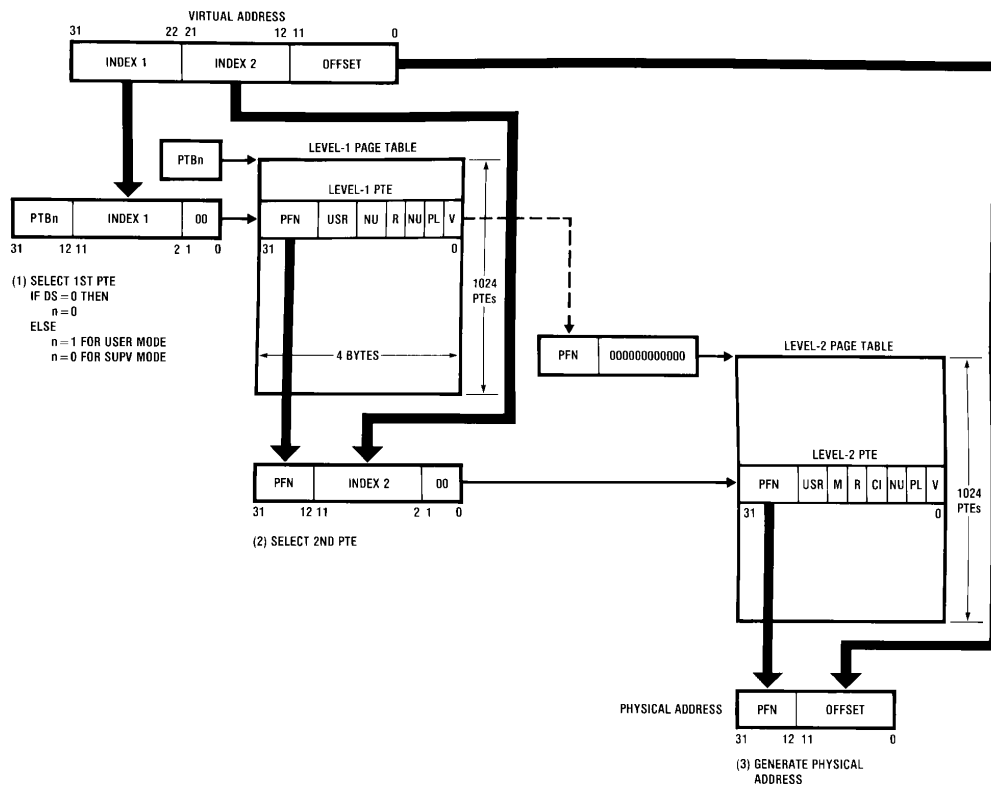 VIRTUAL ADDRESS
31 22 21 12 11 0
INDEX 1 INDEX 2 OFFSET
LEVEL-1 PAGE TABLE
PTBn
LEVEL-1 PTE
PTBn INDEX 1 00
PFN USR NU R NU PL V
31 12 11 2 1 0
31 0
(1) SELECT 1ST PTE
IF DS = 0 THEN
n = 0
ELSE
n = 1 FOR USER MODE
n = 0 FOR SUPV MODE
1024
PTEs
4 BYTES
PFN 000000000000
LEVEL-2 PAGE TABLE
LEVEL-2 PTE
PFN INDEX 2 00
PFN USR M R CI NU PL V
31 12 11 2 1 0
31 0
1024
PTEs
(2) SELECT 2ND PTE
PHYSICAL ADDRESS
PFN OFFSET
31 12 11 0
(3) GENERATE PHYSICAL
ADDRESS